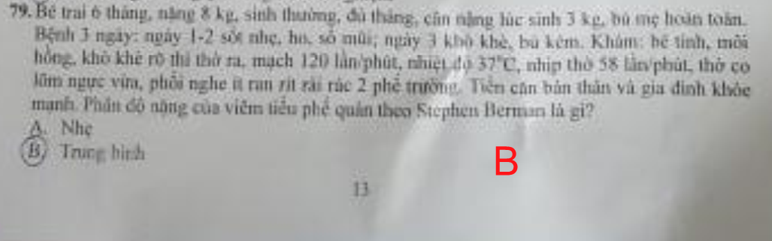 79. Bé trai 6 tháng, nặng 8 kg, sinh thường, đủ tháng, cân nặng lúc sinh 3 kg, bú mẹ hoàn toàn.
Bệnh 3 ngày: ngày 1-2 sốt nhẹ, ho, sổ mũi; ngày 3 khò khè, bú kém. Khám: bé tỉnh, môi
hồng, khò khè rõ thì thở ra, mạch 120 lần/phút, nhiệt độ 37°C, nhịp thở 58 lần/phút, thở co
lõm ngực vừa, phổi nghe ít ran rít rải rác 2 phế trường. Tiền căn bản thân và gia đình khỏe
mạnh. Phân độ nặng của viêm tiểu phế quản theo Stephen Berman là gì?
A. Nhẹ
B. Trung bình
B
13